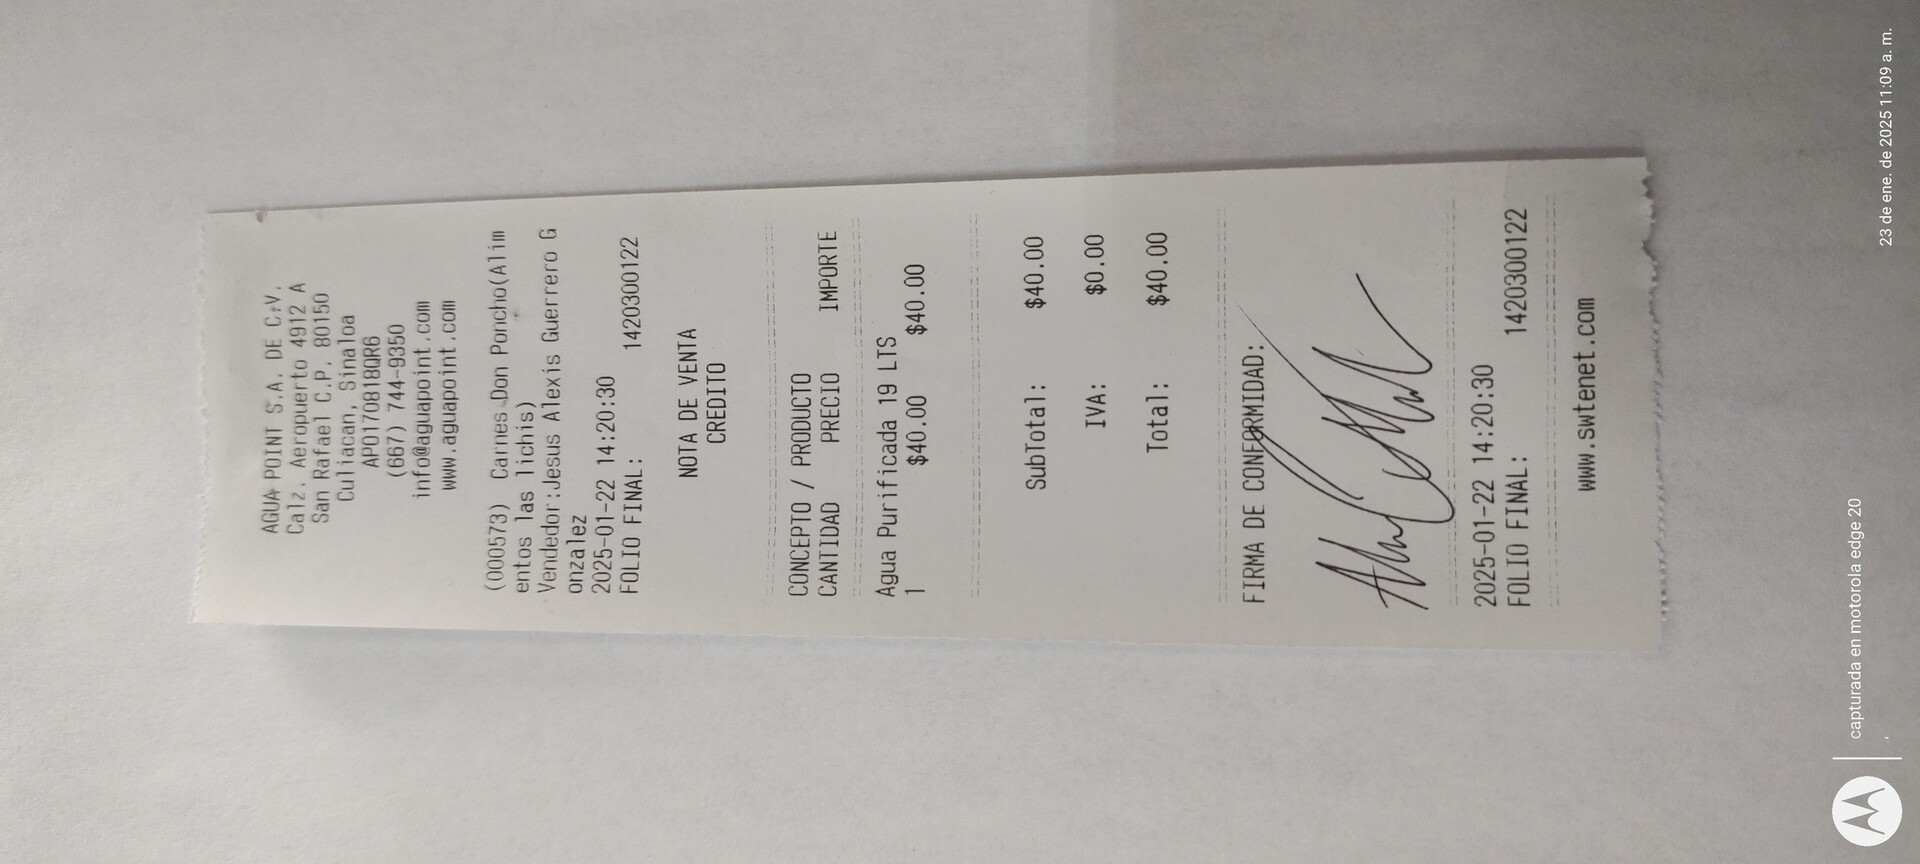 AGUA POINT S.A. DE C.V.
Calz. Aeropuerto 4912 A
San Rafael C.P. 80150
Culiacan, Sinaloa
APO170818QR6
(667) 744-9350
info@aguapoint.com
www.aguapoint.com
(000573) Carnes Don Poncho(Alim
entos las lichis)
Vendedor:Jesus Alexis Guerrero G
onzalez
2025-01-22 14:20:30
FOLIO FINAL: 1420300122
NOTA DE VENTA
CREDITO
CONCEPTO / PRODUCTO
CANTIDAD PRECIO IMPORTE
Agua Purificada 19 LTS
1 $40.00 $40.00
SubTotal: $40.00
IVA: $0.00
Total: $40.00
FIRMA DE CONFORMIDAD:
2025-01-22 14:20:30
FOLIO FINAL: 1420300122
www.swtenet.com
capturada en motorola edge 20
,
23 de ene. de 2025 11:09 a. m.